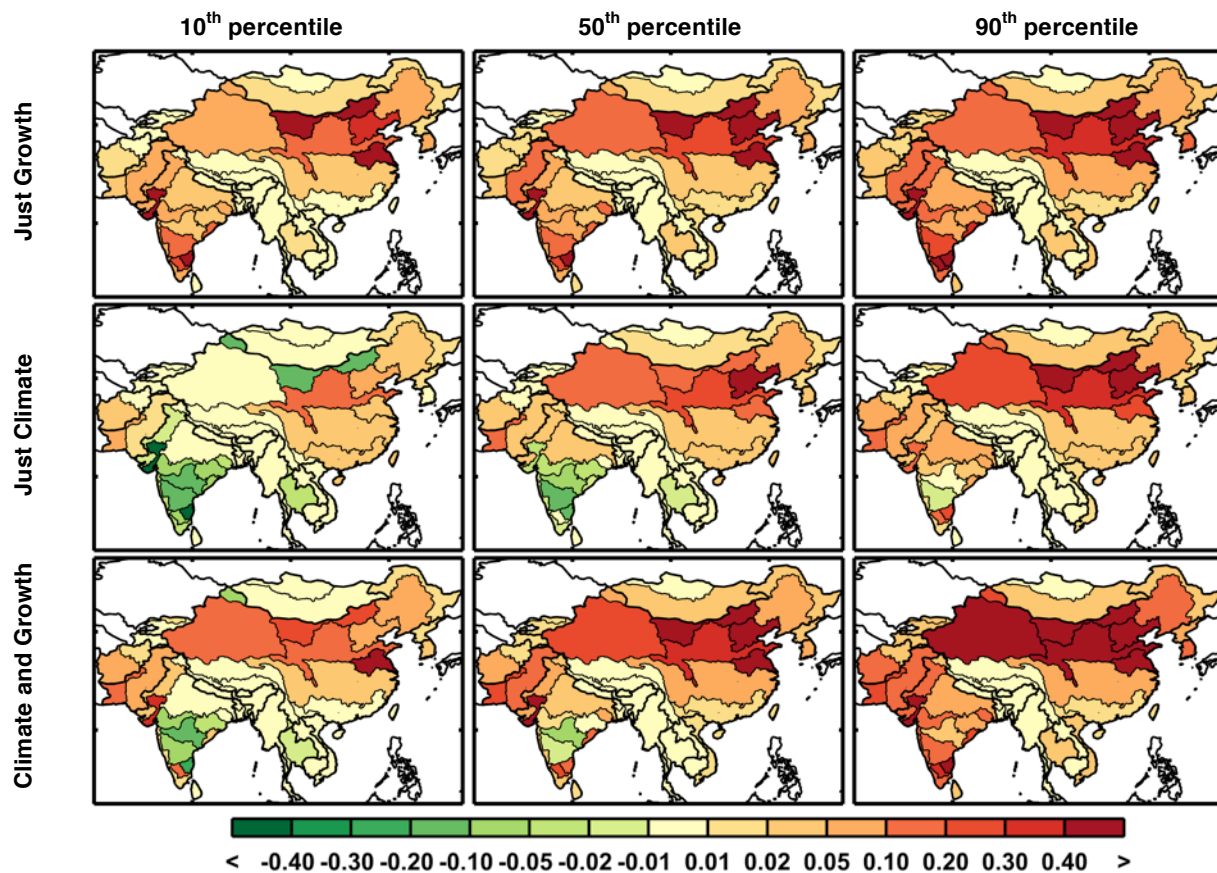 10th percentile 50th percentile 90th percentile
Just Growth
Just Climate
Climate and Growth
< -0.40 -0.30 -0.20 -0.10 -0.05 -0.02 -0.01 0.01 0.02 0.05 0.10 0.20 0.30 0.40 >